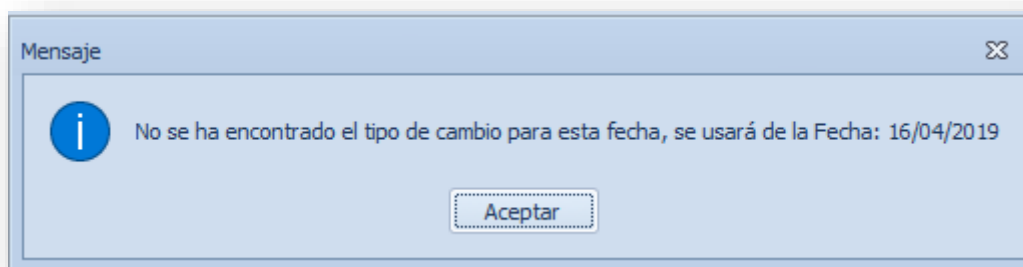 Mensaje
No se ha encontrado el tipo de cambio para esta fecha, se usará de la Fecha: 16/04/2019
Aceptar